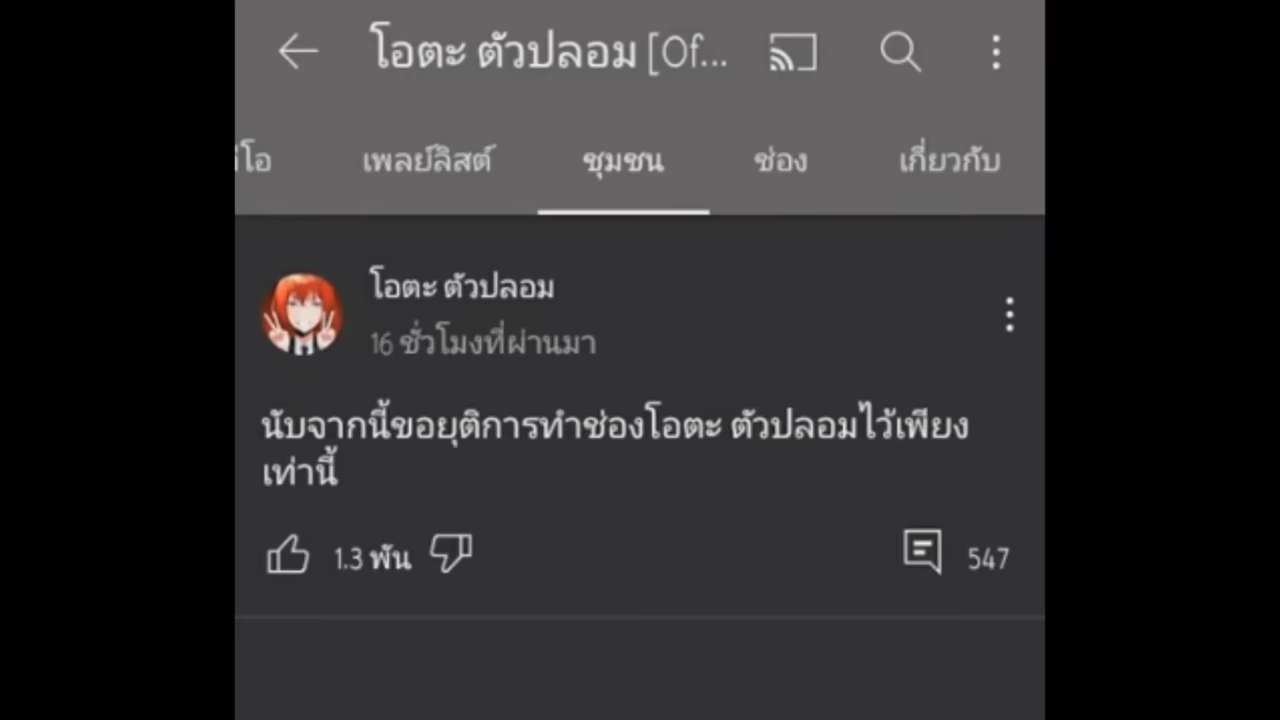 โอตะ ตัวปลอม [Of...
เพลย์ลิสต์ ชุมชน ช่อง เกี่ยวกับ
โอตะ ตัวปลอม
16 ชั่วโมงที่ผ่านมา
นับจากนี้ขอยุติการทำช่องโอตะ ตัวปลอมไว้เพียง
เท่านี้
1.3 พัน 547